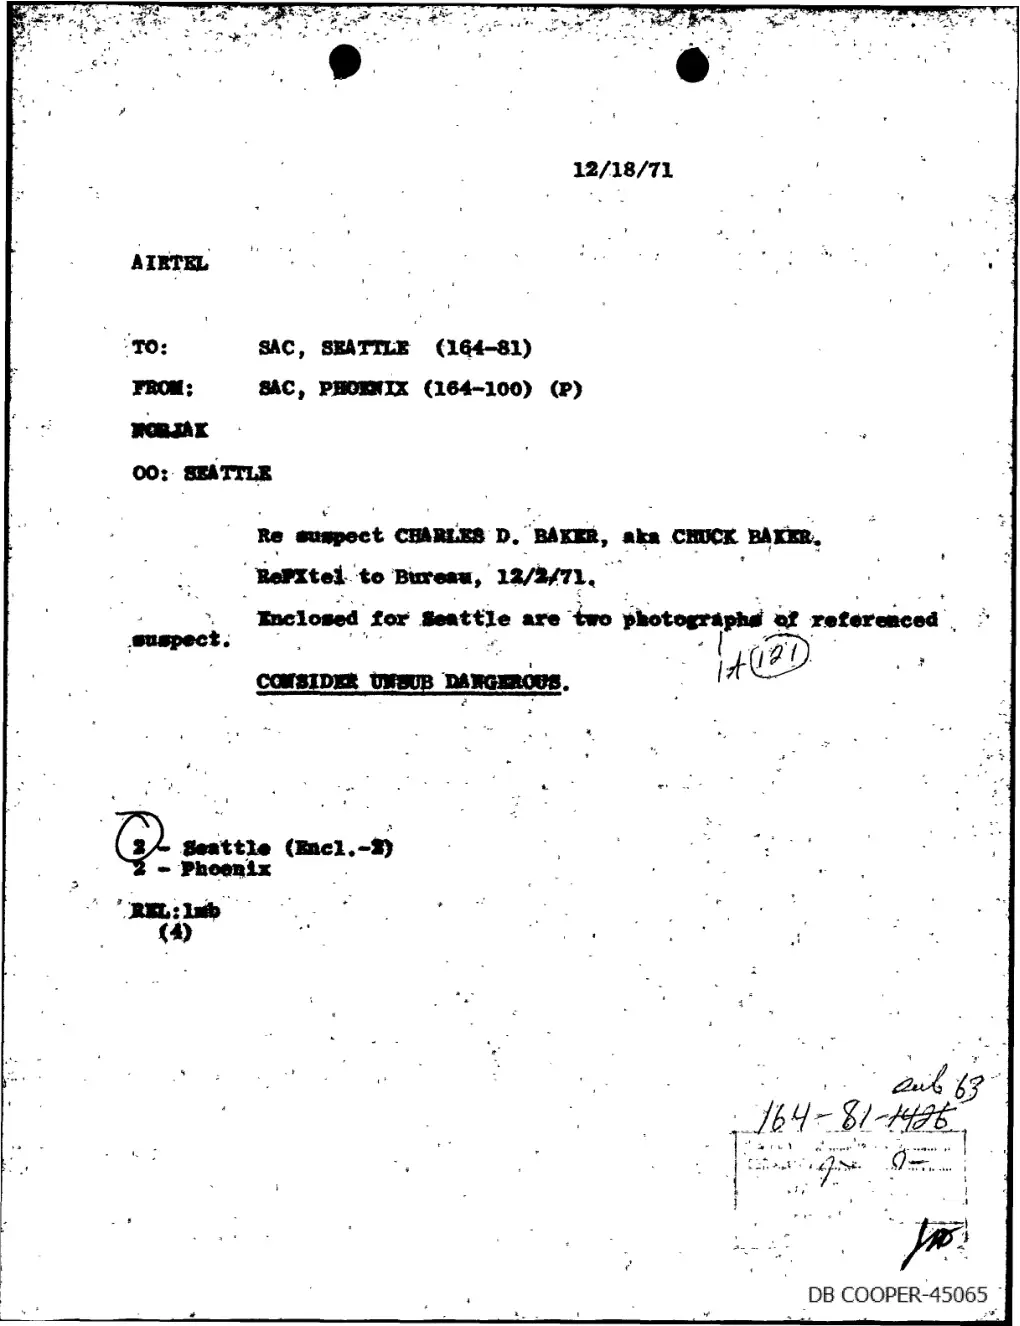 12/18/71
AIRTEL
TO: SAC, SEATTLE (164-81)
FROM: SAC, PHOENIX (164-100) (P)
NORJAK
OO: SEATTLE
Re suspect CHARLES D. BAKER, aka CHUCK BAKER.
RePXtel to Bureau, 12/2/71.
Enclosed for Seattle are two photographs of referenced
suspect.
1A (121)
CONSIDER UNSUB DANGEROUS.
2 - Seattle (Encl.-2)
2 - Phoenix
REL:lmb
(4)
sub 63
164-81-1426
DB COOPER-45065